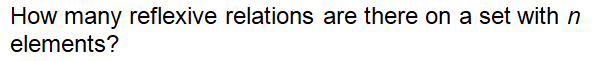 How many reflexive relations are there on a set with n
elements?